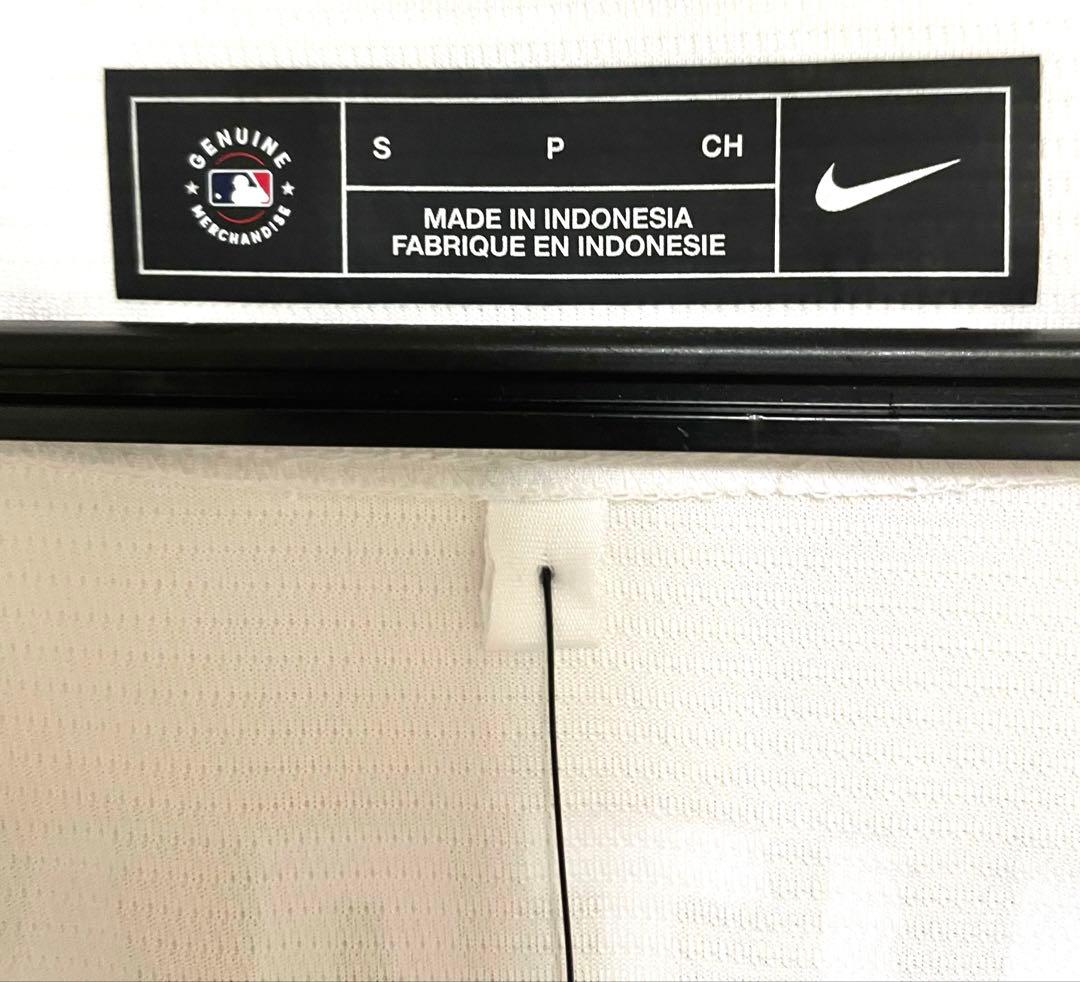 GENUINE
MERCHANDISE
S P CH
MADE IN INDONESIA
FABRIQUE EN INDONESIE